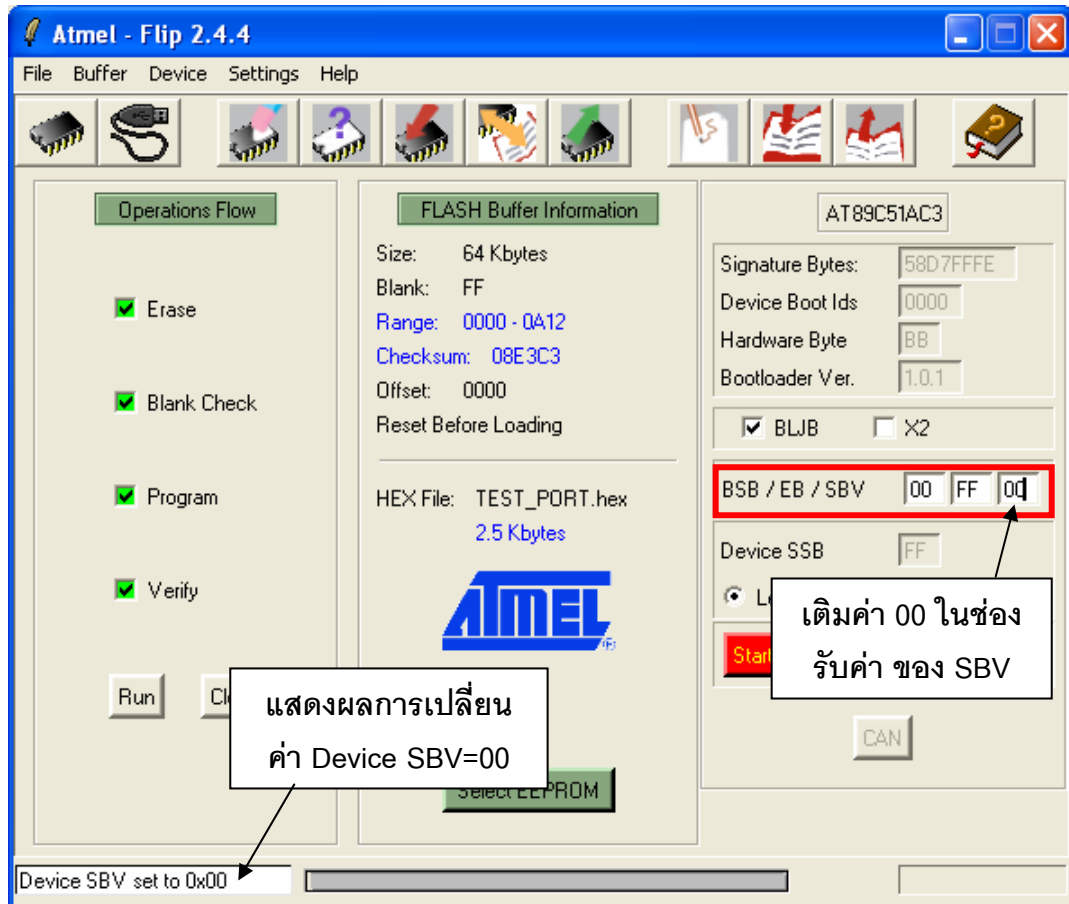 Atmel - Flip 2.4.4
File Buffer Device Settings Help
Operations Flow
Erase
Blank Check
Program
Verify
Run
FLASH Buffer Information
Size: 64 Kbytes
Blank: FF
Range: 0000 - 0A12
Checksum: 08E3C3
Offset: 0000
Reset Before Loading
HEX File: TEST_PORT.hex
2.5 Kbytes
ATMEL
®
Select EEPROM
AT89C51AC3
Signature Bytes: 58D7FFFE
Device Boot Ids 0000
Hardware Byte BB
Bootloader Ver. 1.0.1
BLJB X2
BSB / EB / SBV 00 FF 00
Device SSB FF
Start
เติมค่า 00 ในช่อง
รับค่า ของ SBV
CAN
แสดงผลการเปลี่ยน
ค่า Device SBV=00
Device SBV set to 0x00